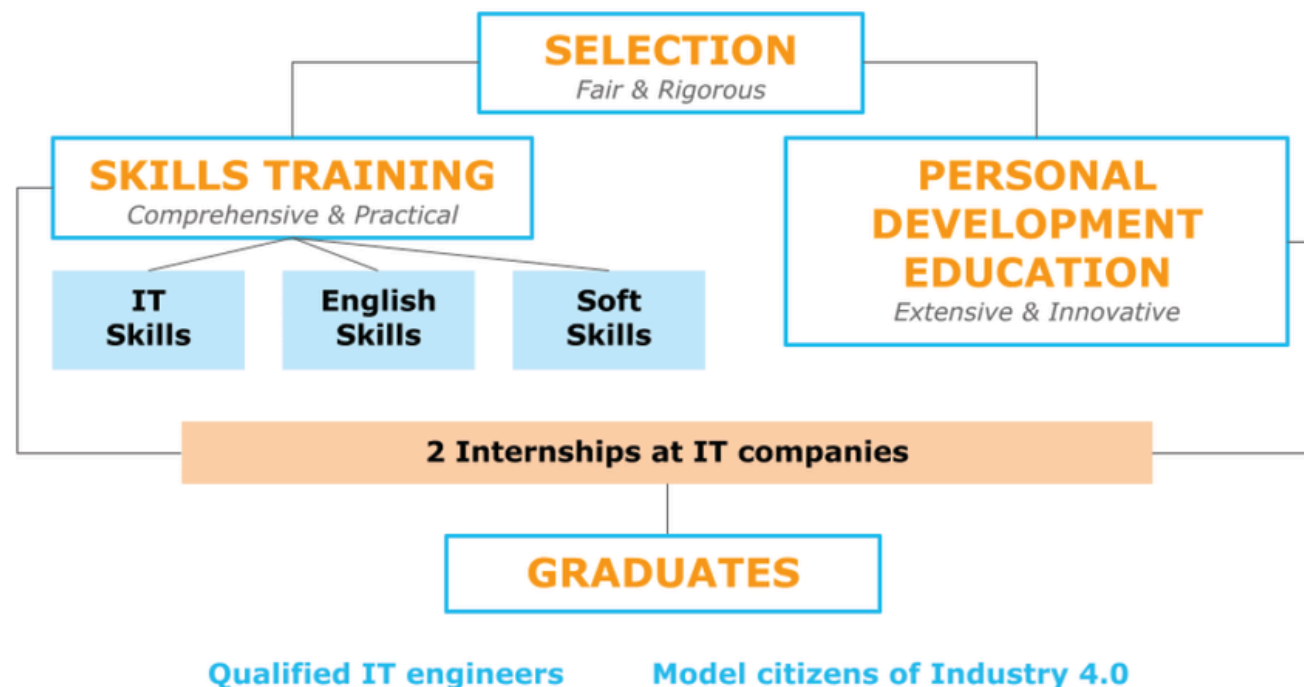 SELECTION
Fair & Rigorous
SKILLS TRAINING
Comprehensive & Practical
PERSONAL
DEVELOPMENT
EDUCATION
Extensive & Innovative
IT
Skills
English
Skills
Soft
Skills
2 Internships at IT companies
GRADUATES
Qualified IT engineers
Model citizens of Industry 4.0